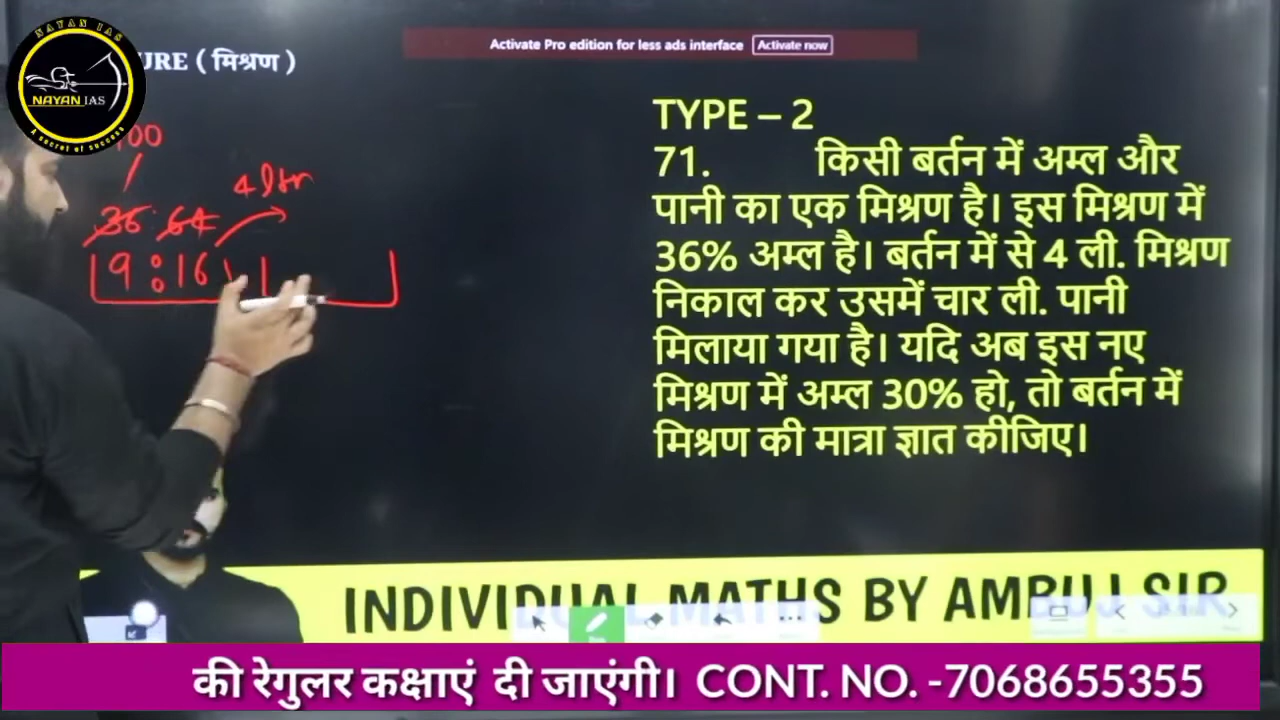 NAYAN IAS
NAYAN IAS
A secret of success
URE ( मिश्रण )
Activate Pro edition for less ads interface Activate now
100
4 ltr
36 : 64
9 : 16
TYPE – 2
71. किसी बर्तन में अम्ल और
पानी का एक मिश्रण है। इस मिश्रण में
36% अम्ल है। बर्तन में से 4 ली. मिश्रण
निकाल कर उसमें चार ली. पानी
मिलाया गया है। यदि अब इस नए
मिश्रण में अम्ल 30% हो, तो बर्तन में
मिश्रण की मात्रा ज्ञात कीजिए।
INDIVIDUAL MATHS BY AMBUJ SIR
की रेगुलर कक्षाएं दी जाएंगी। CONT. NO. -7068655355